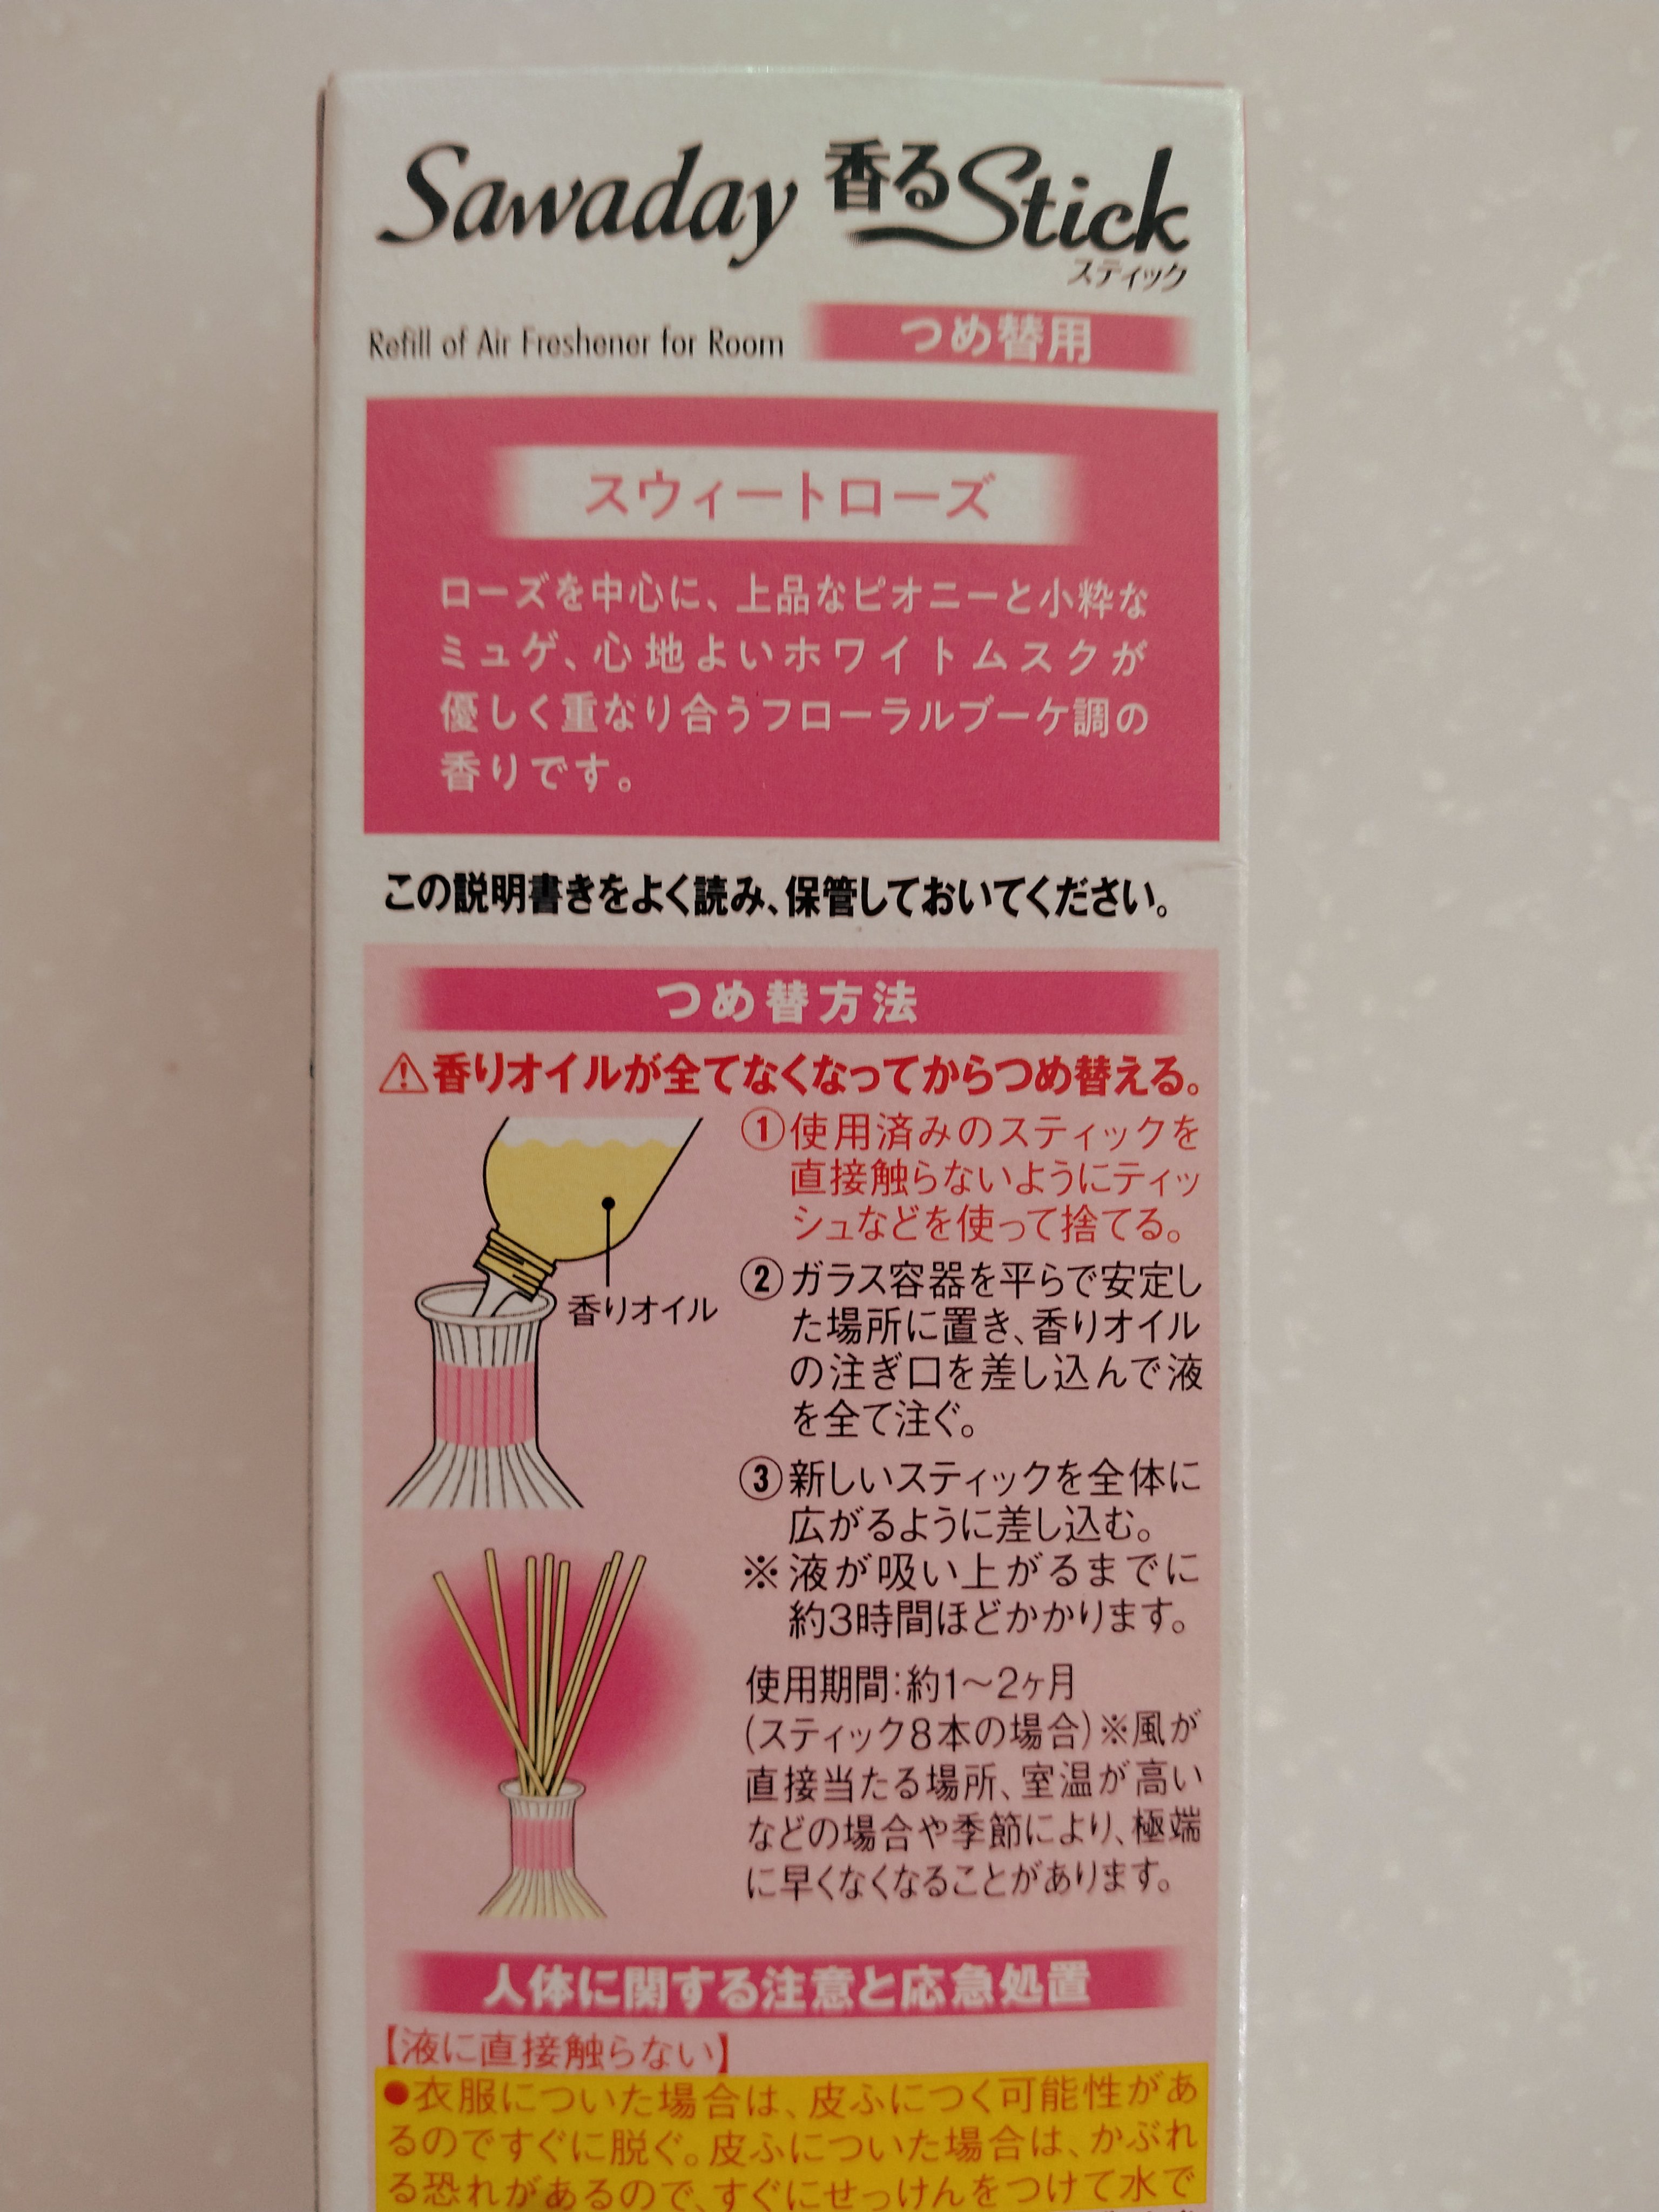 Sawaday 香るStick
スティック
Refill of Air Freshener for Room つめ替用
スウィートローズ
ローズを中心に、上品なピオニーと小粋な
ミュゲ、心地よいホワイトムスクが
優しく重なり合うフローラルブーケ調の
香りです。
この説明書きをよく読み、保管しておいてください。
つめ替方法
⚠香りオイルが全てなくなってからつめ替える。
①使用済みのスティックを
直接触らないようにティッ
シュなどを使って捨てる。
②ガラス容器を平らで安定し
た場所に置き、香りオイル
の注ぎ口を差し込んで液
を全て注ぐ。
香りオイル
③新しいスティックを全体に
広がるように差し込む。
※液が吸い上がるまでに
約3時間ほどかかります。
使用期間:約1～2ヶ月
(スティック8本の場合)※風が
直接当たる場所、室温が高い
などの場合や季節により、極端
に早くなくなることがあります。
人体に関する注意と応急処置
【液に直接触らない】
●衣服についた場合は、皮ふにつく可能性があ
るのですぐに脱ぐ。皮ふについた場合は、かぶれ
る恐れがあるので、すぐにせっけんをつけて水で